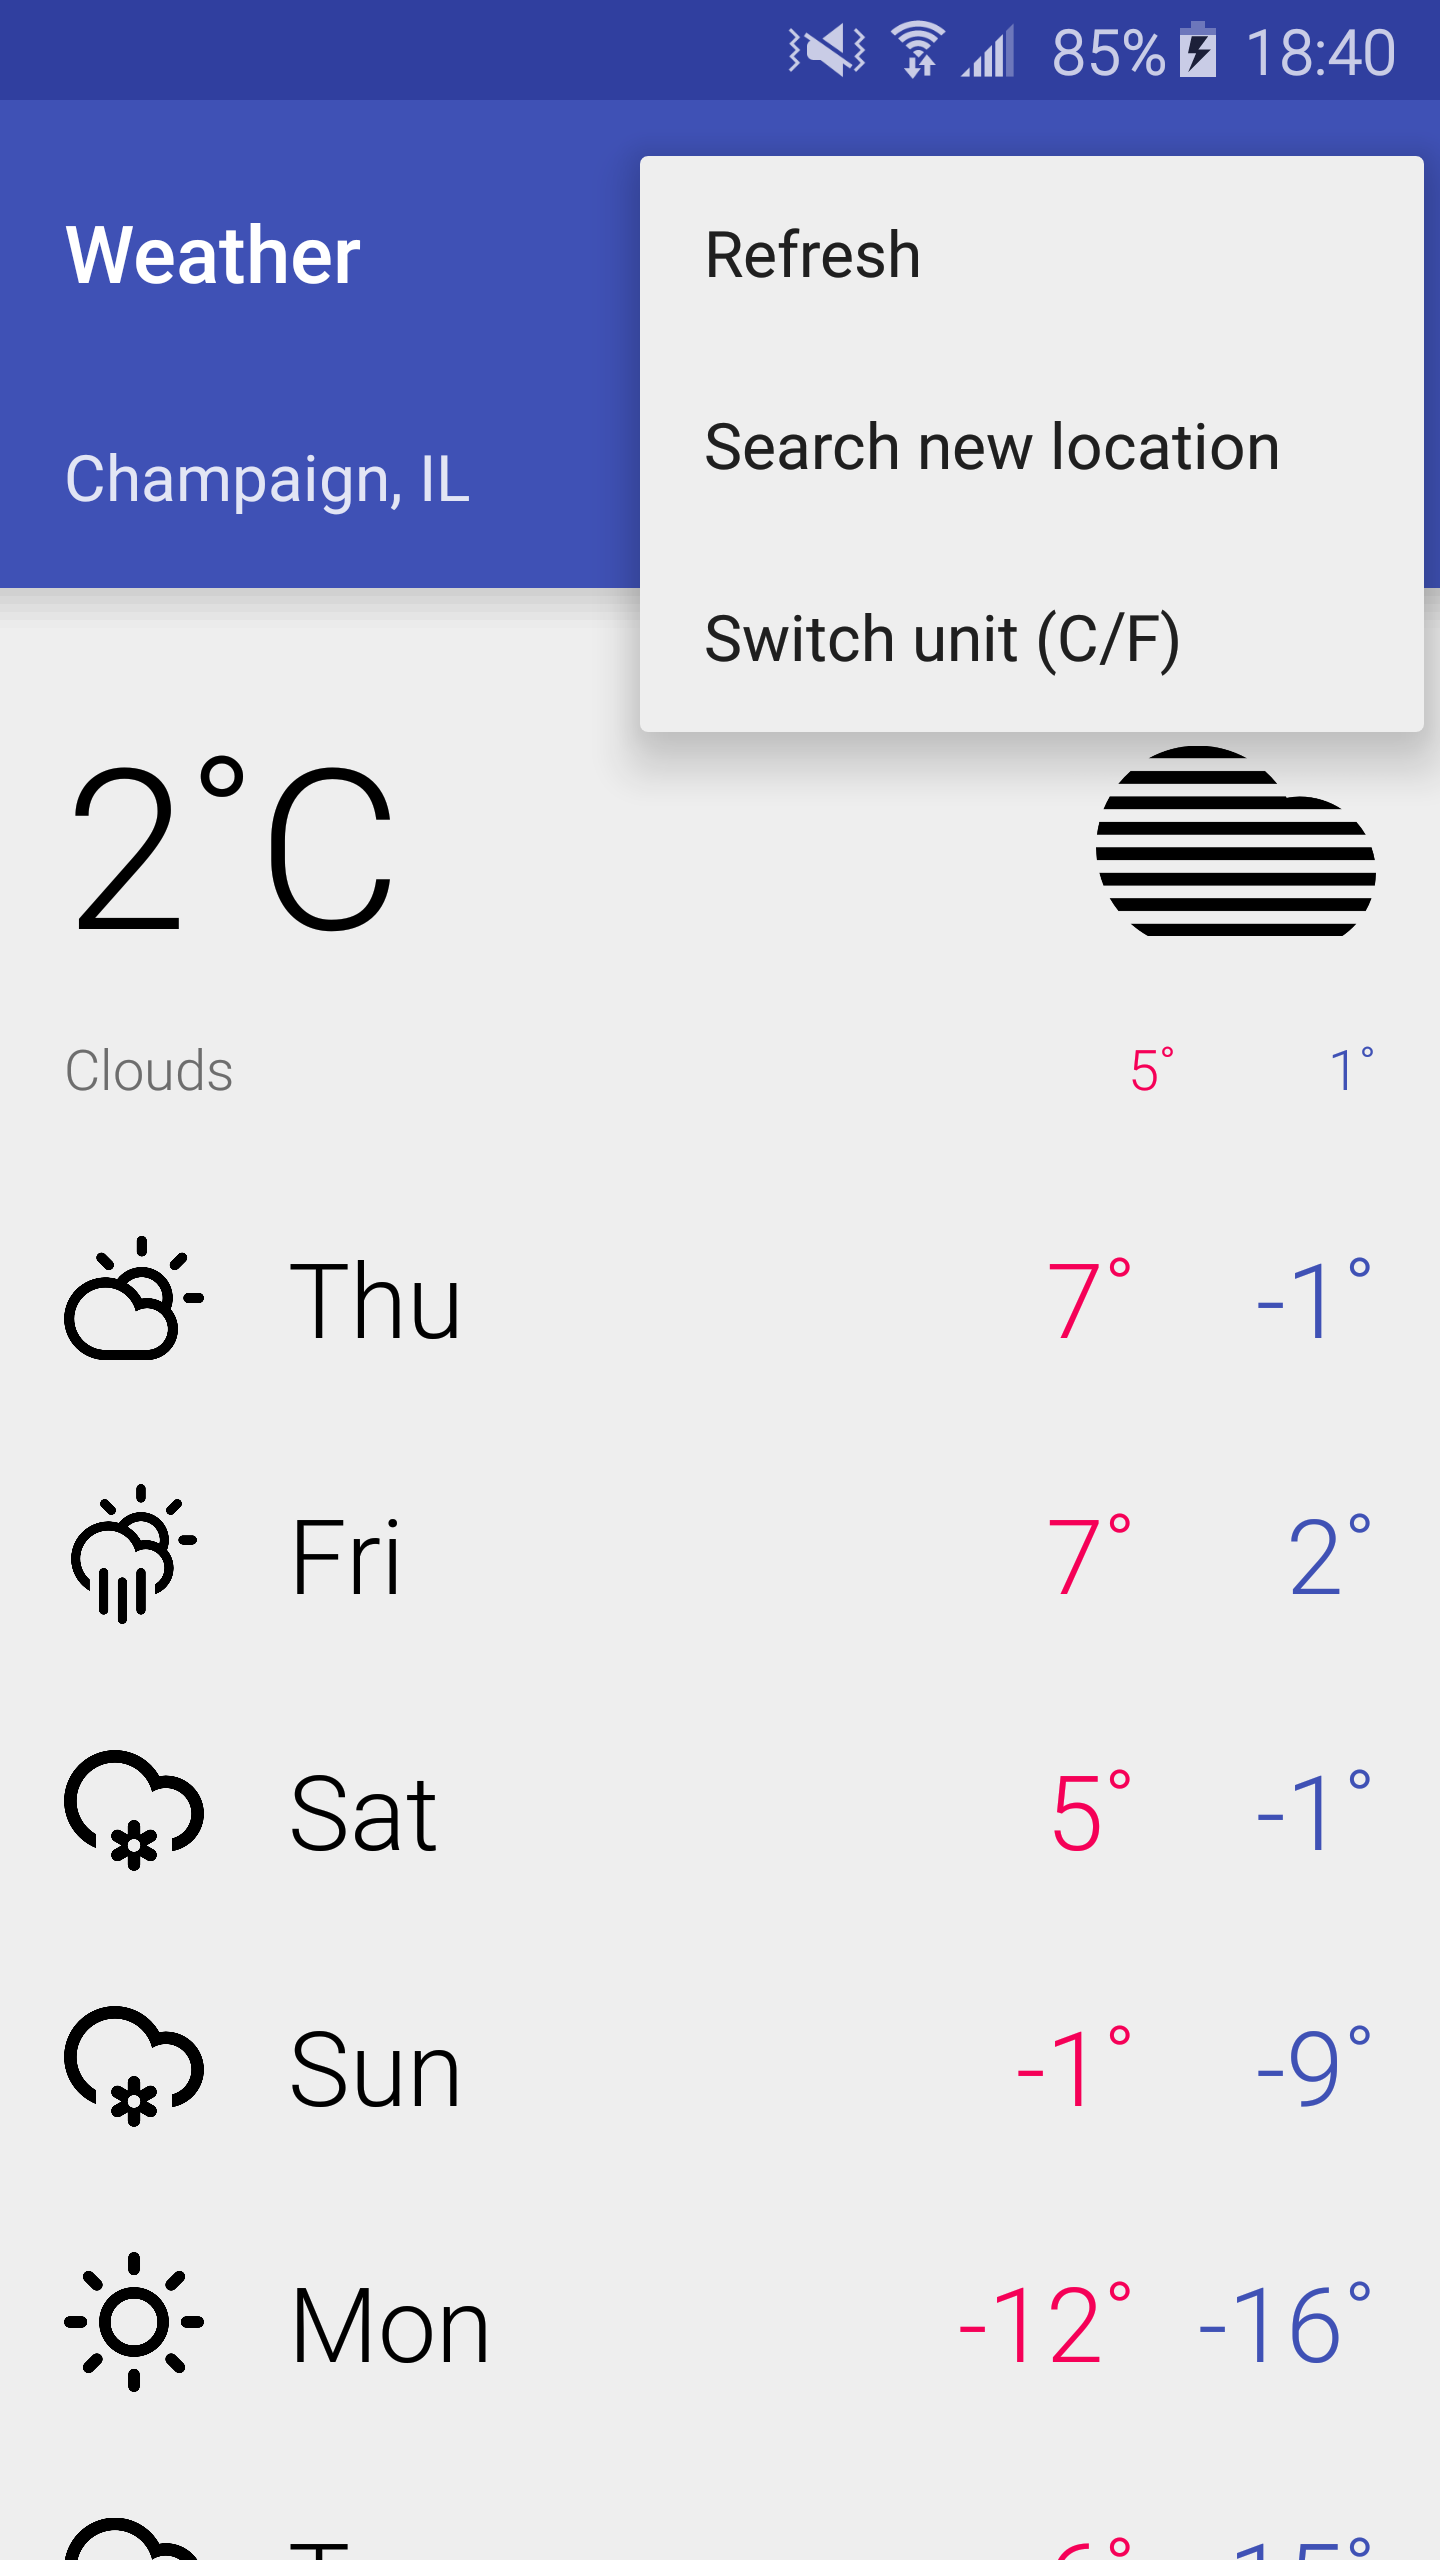 85% 18:40
Weather
Refresh
Search new location
Champaign, IL
Switch unit (C/F)
2°C
Clouds 5° 1°
Thu 7° -1°
Fri 7° 2°
Sat 5° -1°
Sun -1° -9°
Mon -12° -16°